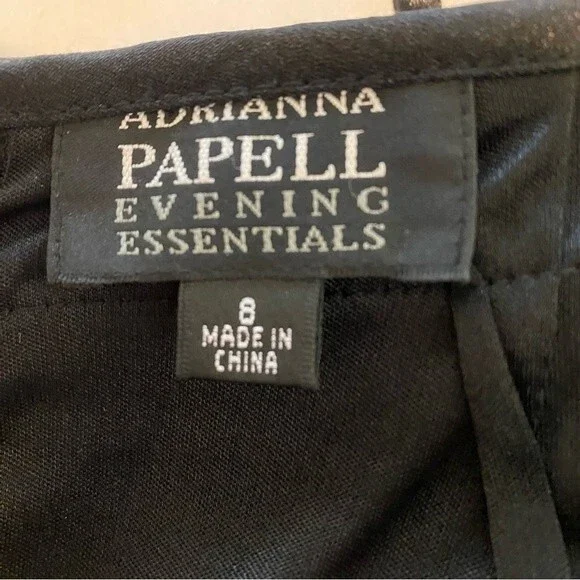 ADRIANNA
PAPELL
EVENING
ESSENTIALS
8
MADE IN
CHINA